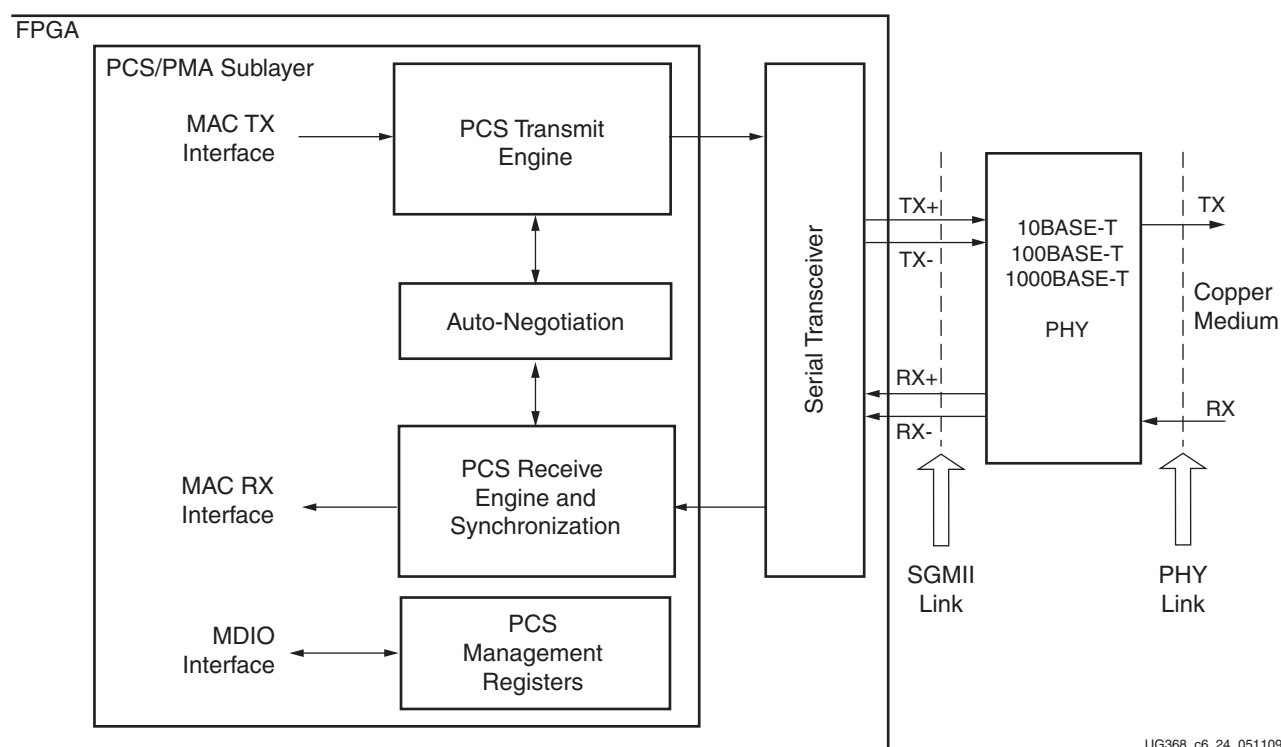 FPGA
PCS/PMA Sublayer
MAC TX
Interface
PCS Transmit
Engine
Auto-Negotiation
MAC RX
Interface
PCS Receive
Engine and
Synchronization
MDIO
Interface
PCS
Management
Registers
Serial Transceiver
TX+
TX-
RX+
RX-
10BASE-T
100BASE-T
1000BASE-T
PHY
TX
Copper
Medium
RX
SGMII
Link
PHY
Link
UG368_c6_24_051109